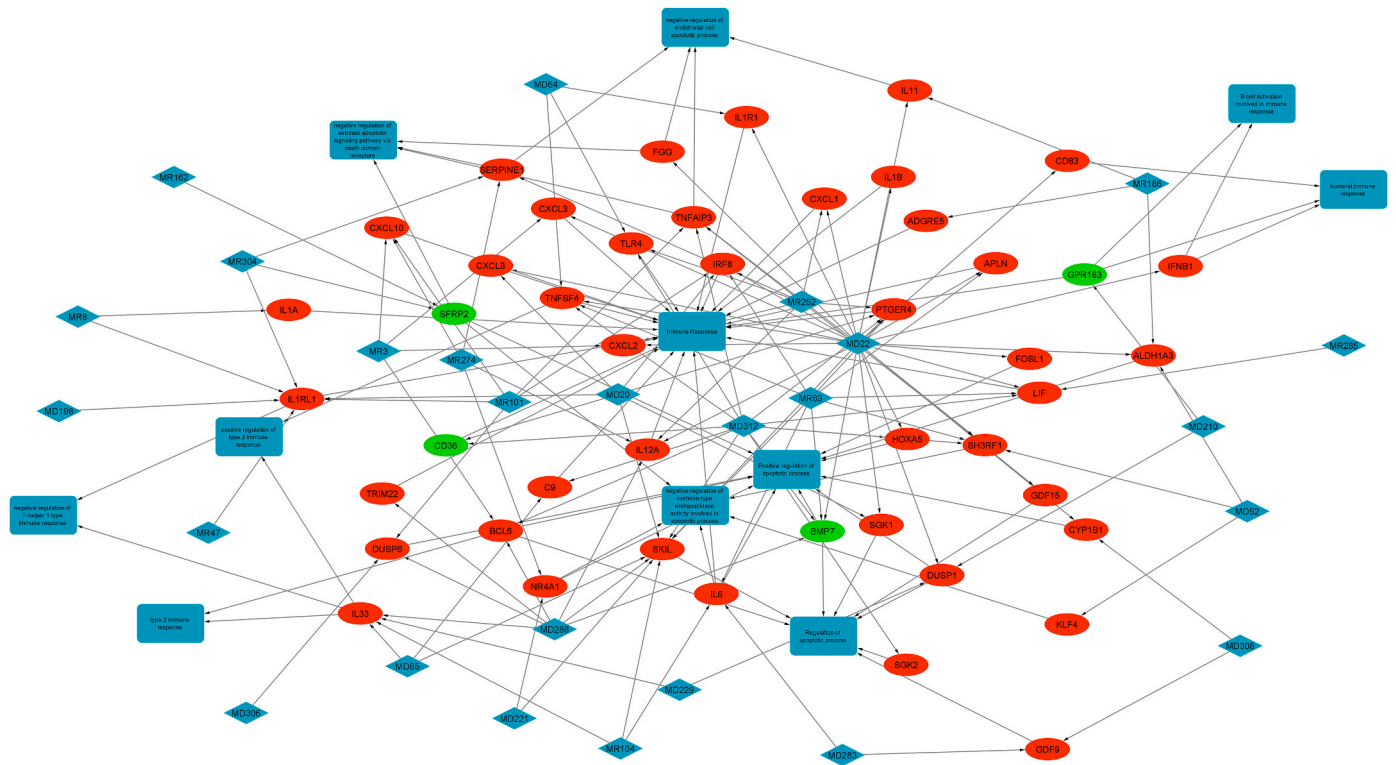 negative regulation of
endothelial cell
apoptotic process
MD64
IL11
B cell activation
involved in immune
response
IL1R1
negative regulation of
extrinsic apoptotic
signaling pathway via
death domain
receptors
FGG
CD83
SERPINE1
MR162
IL1B
MR186
humoral immune
response
CXCL1
CXCL3
TNFAIP3
ADGRE5
CXCL10
TLR4
MR304
CXCL8
IRF8
APLN
GPR183
IFNB1
TNFSF4
MR252
PTGER4
IL1A
SFRP2
MR8
Immune Response
MR3
CXCL2
MD22
MR274
FOSL1
ALDH1A3
MR285
IL1RL1
MR101
MD20
MR63
LIF
MD198
positive regulation of
type 2 immune
response
MD312
MD210
CD36
IL12A
HOXA5
SH3RF1
Positive regulation of
apoptotic process
TRIM22
C9
GDF15
negative regulation of
cysteine-type
endopeptidase
activity involved in
apoptotic process
negative regulation of
T-helper 1 type
immune response
MD52
MR47
BCL6
BMP7
SGK1
CYP1B1
DUSP6
SKIL
NR4A1
DUSP1
IL6
IL33
type 2 immune
response
MD288
Regulation of
apoptotic process
KLF4
MD308
MD85
SGK2
MD229
MD306
MD221
MR104
MD283
GDF9